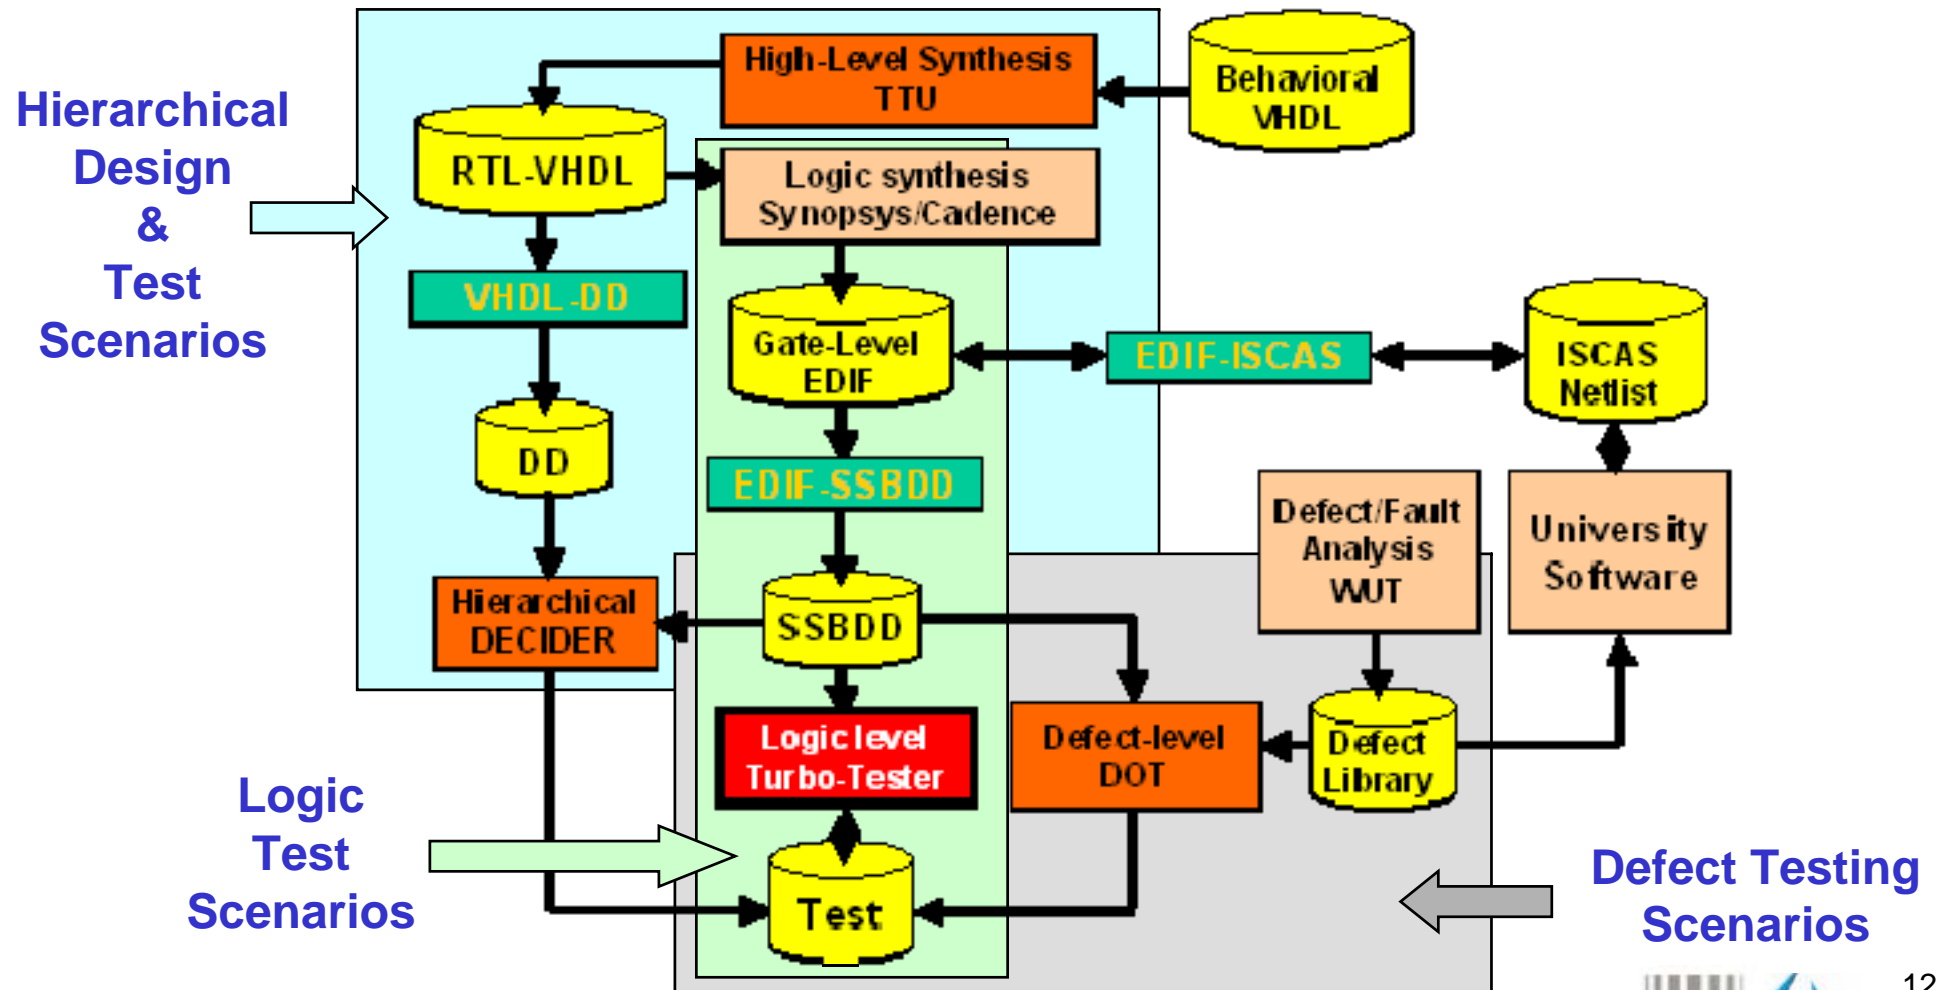 High-Level Synthesis
TTU
Behavioral
VHDL
Hierarchical
Design
&
Test
Scenarios
RTL-VHDL
Logic synthesis
Synopsys/Cadence
VHDL-DD
Gate-Level
EDIF
EDIF-ISCAS
ISCAS
Netlist
DD
EDIF-SSBDD
Defect/Fault
Analysis
WUT
University
Software
Hierarchical
DECIDER
SSBDD
Logic level
Turbo-Tester
Defect-level
DOT
Defect
Library
Logic
Test
Scenarios
Test
Defect Testing
Scenarios
12